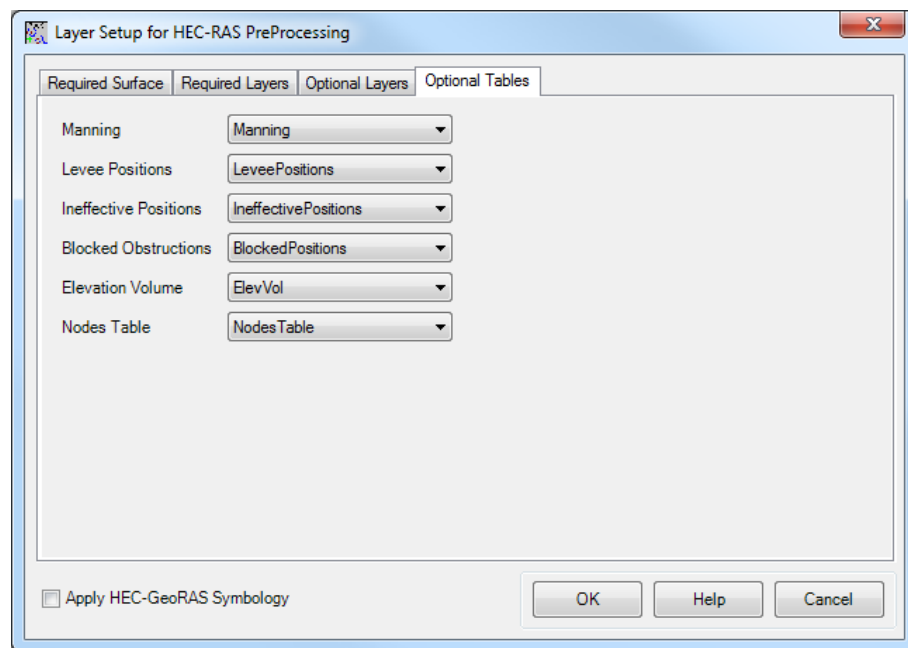 Layer Setup for HEC-RAS PreProcessing
Required Surface Required Layers Optional Layers Optional Tables
Manning Manning
Levee Positions LeveePositions
Ineffective Positions IneffectivePositions
Blocked Obstructions BlockedPositions
Elevation Volume ElevVol
Nodes Table NodesTable
Apply HEC-GeoRAS Symbology OK Help Cancel